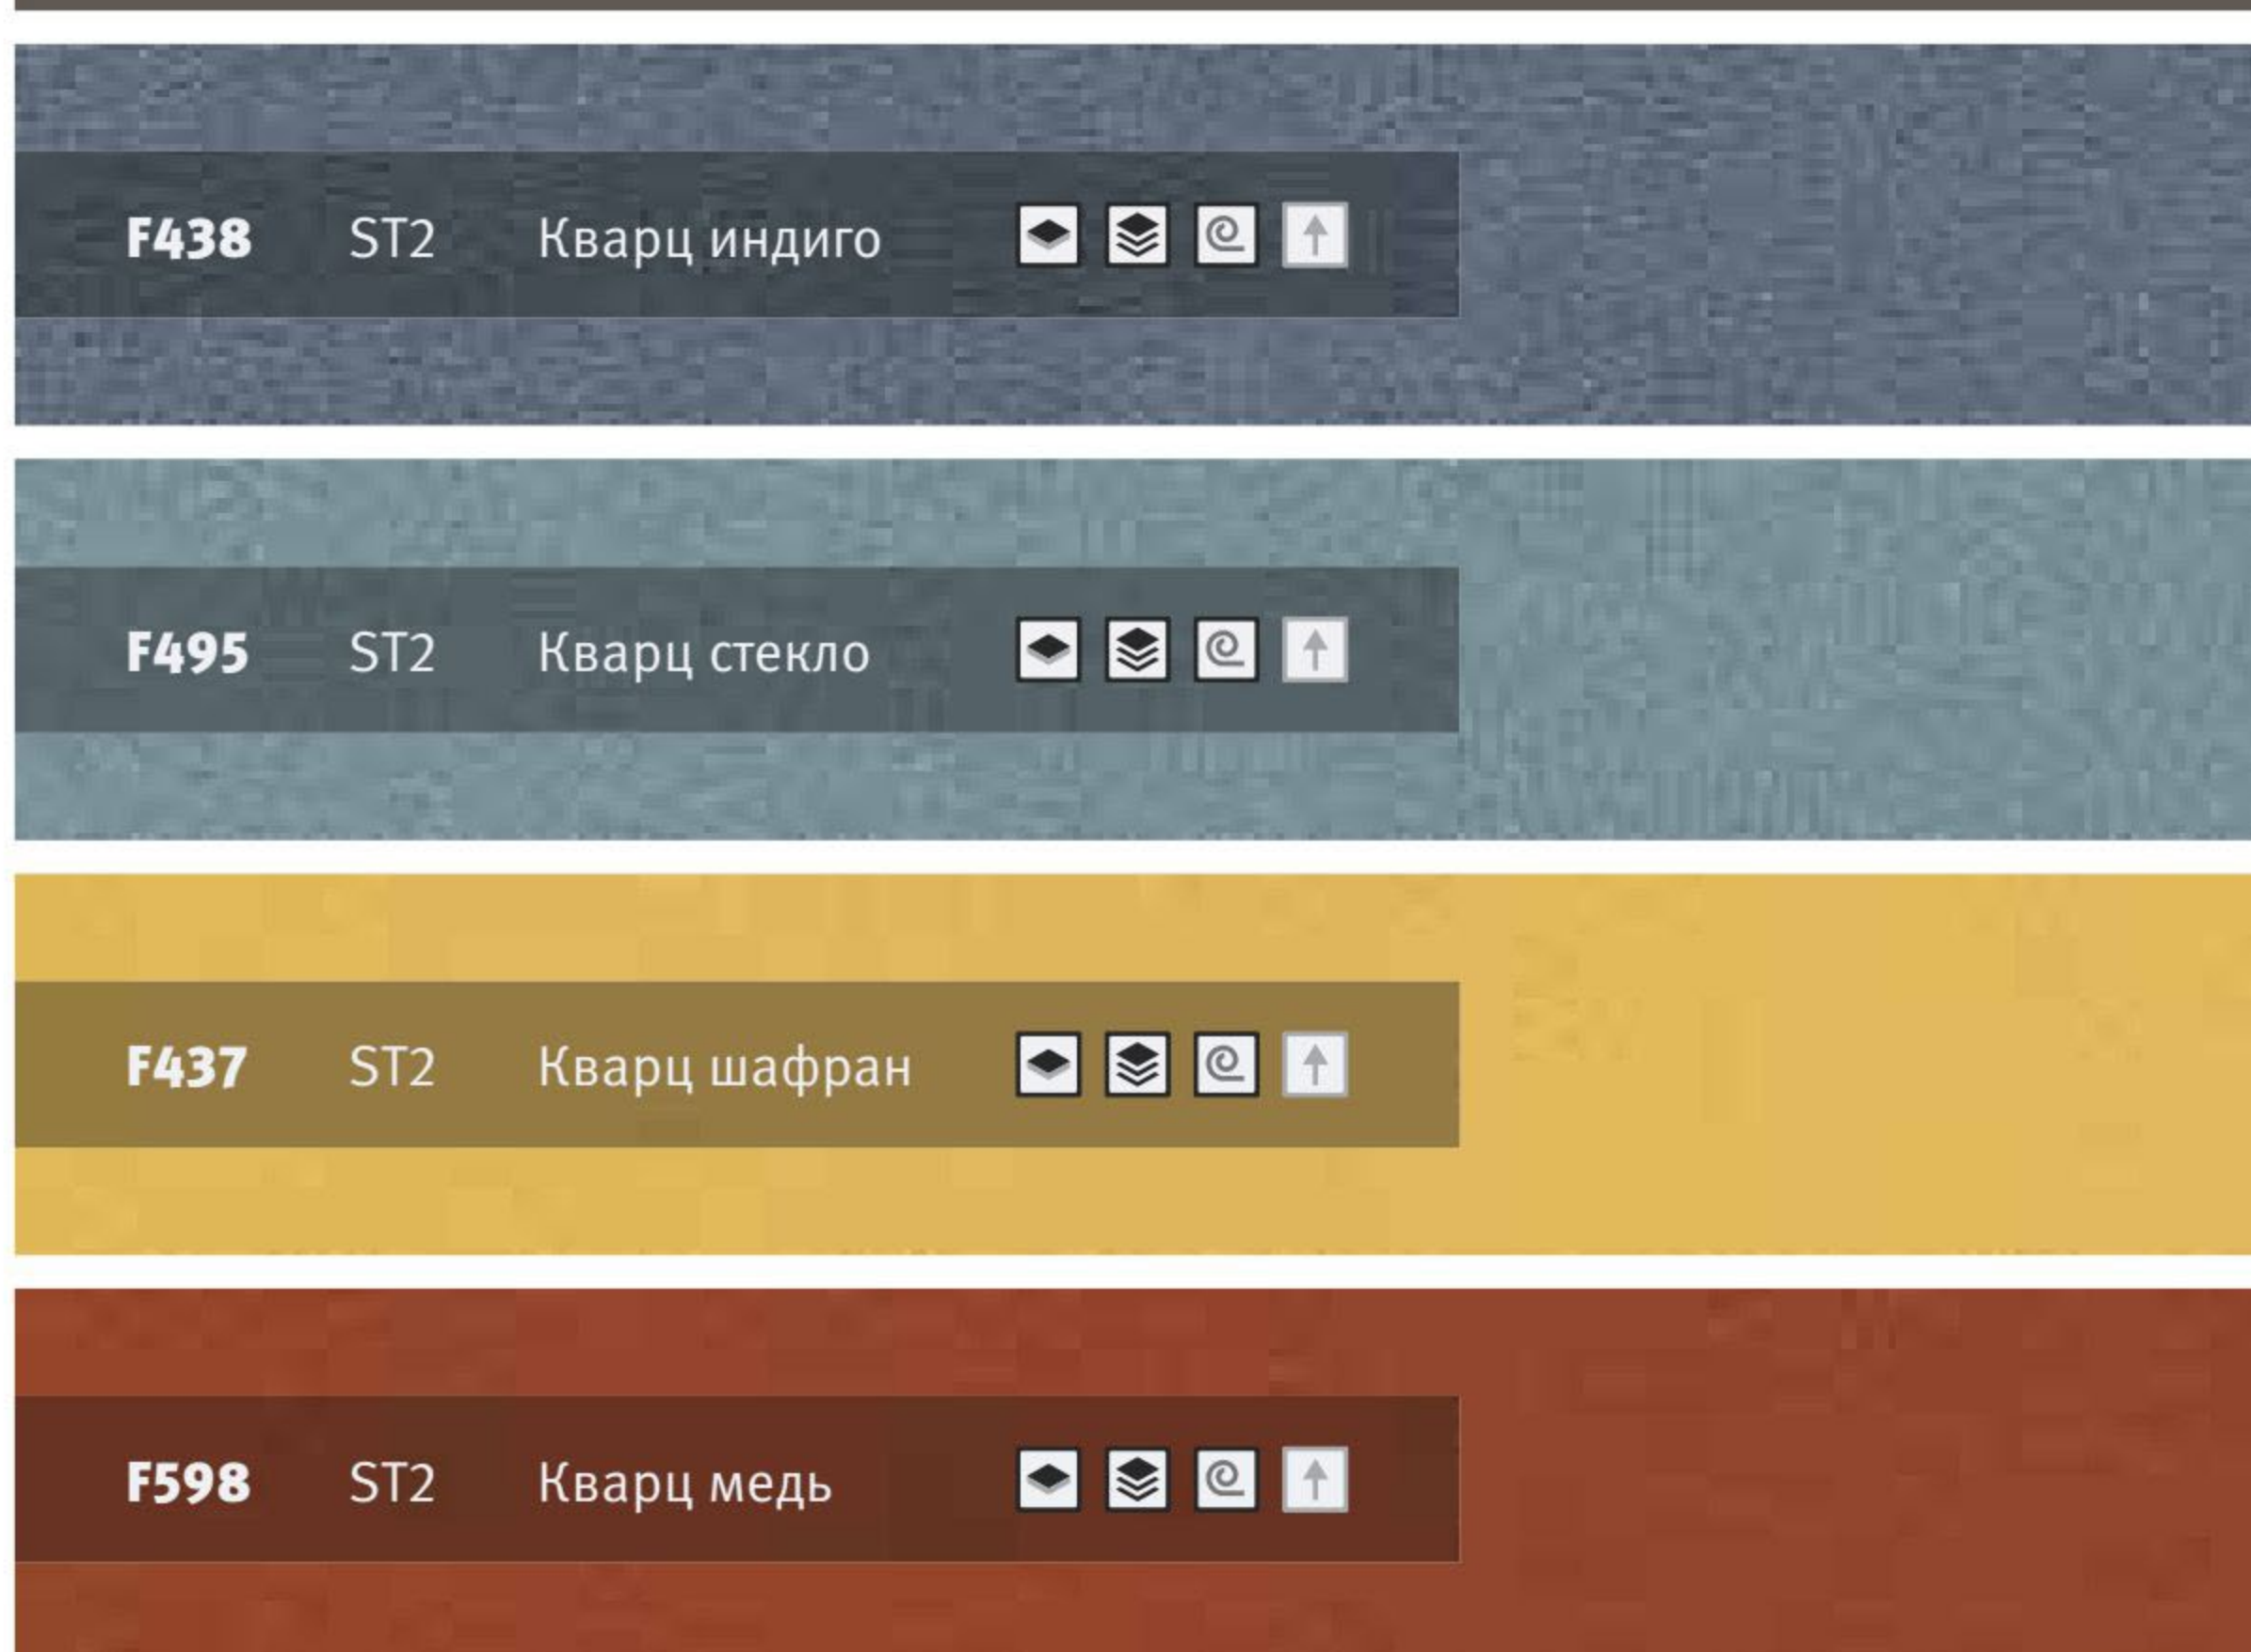 F438 ST2 Кварц индиго
F495 ST2 Кварц стекло
F437 ST2 Кварц шафран
F598 ST2 Кварц медь